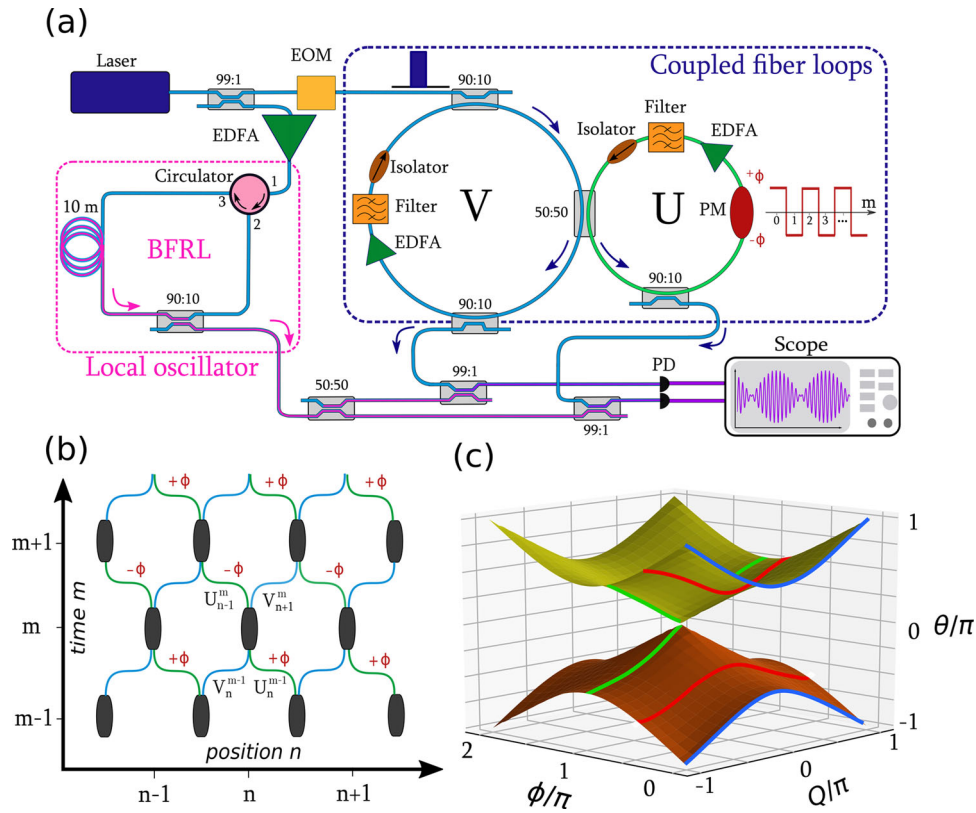 (a)
Laser
99:1
EOM
90:10
Coupled fiber loops
EDFA
Circulator
1
2
3
10 m
BFRL
90:10
Local oscillator
Isolator
Filter
EDFA
V
50:50
Isolator
Filter
EDFA
U
PM
+ϕ
-ϕ
m
0 1 2 3 ...
90:10
90:10
50:50
99:1
99:1
PD
Scope
(b)
time m
m+1
m
m-1
+ϕ +ϕ +ϕ
-ϕ -ϕ -ϕ
U^m_{n-1} V^m_{n+1}
+ϕ +ϕ +ϕ
V^{m-1}_n U^{m-1}_n
position n
n-1 n n+1
(c)
1
0
-1
θ/π
2 1 0
ϕ/π
-1 0 1
Q/π